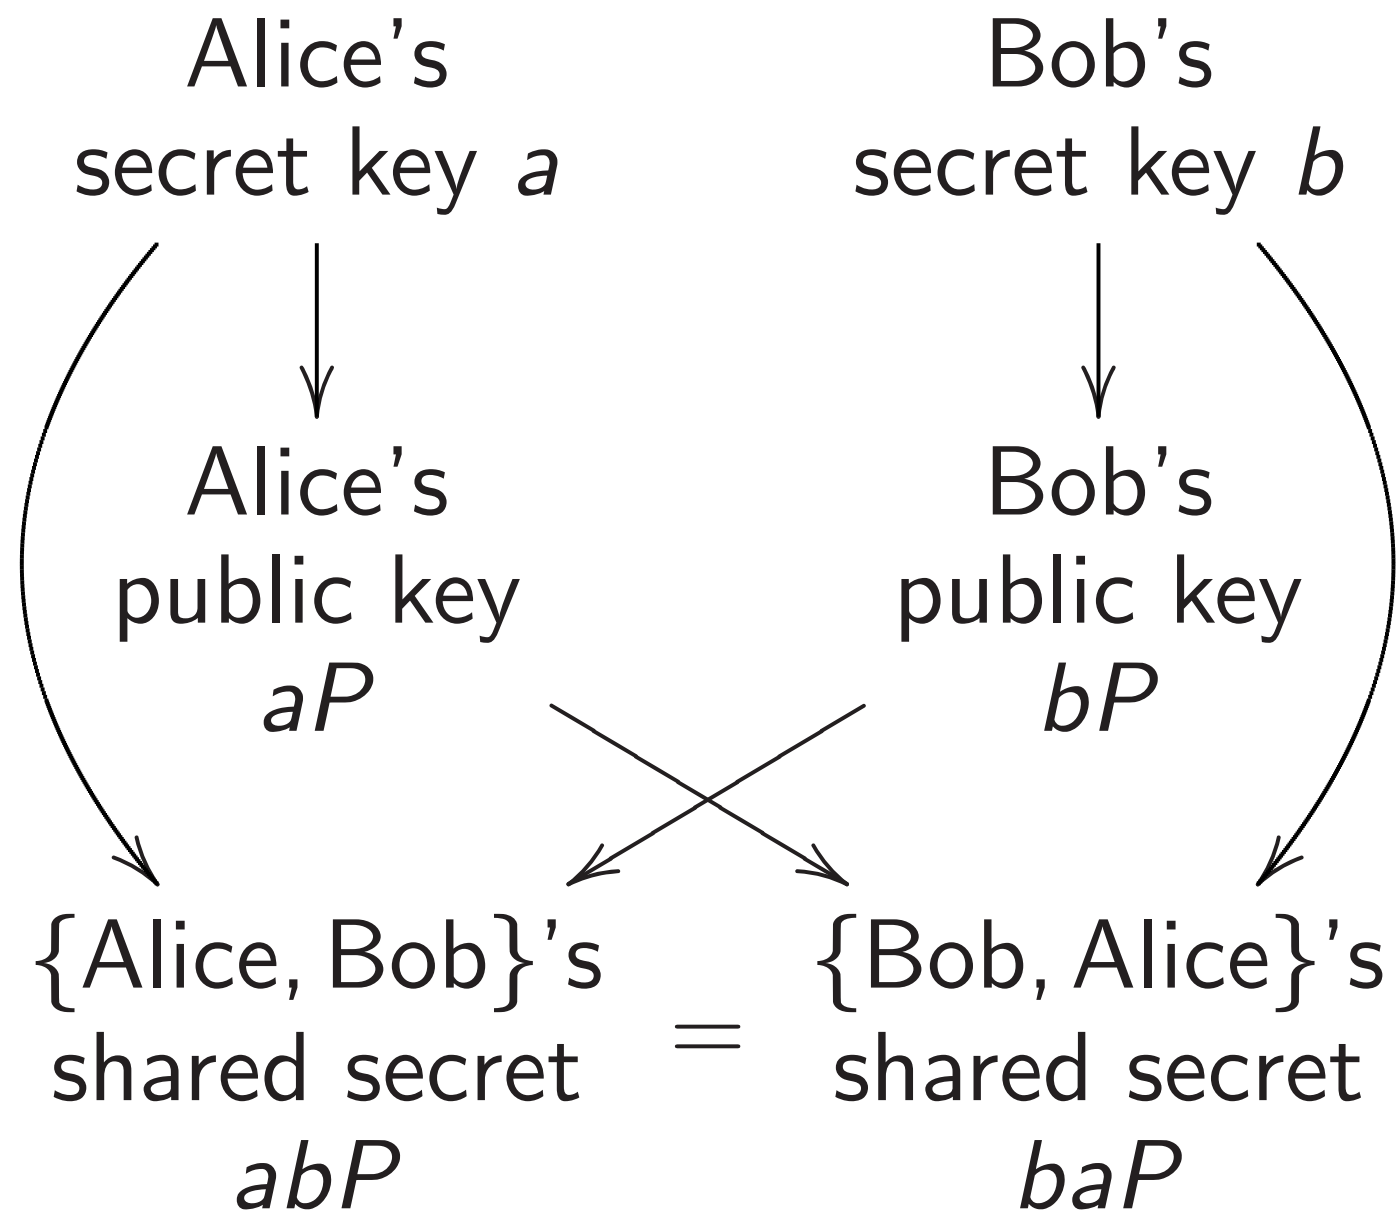 Alice’s
secret key a
Bob’s
secret key b
Alice’s
public key
aP
Bob’s
public key
bP
{Alice, Bob}’s
shared secret
abP
=
{Bob, Alice}’s
shared secret
baP